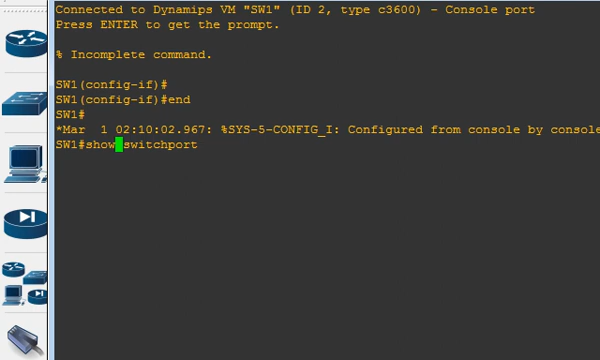 Connected to Dynamips VM "SW1" (ID 2, type c3600) - Console port
Press ENTER to get the prompt.
% Incomplete command.
SW1(config-if)#
SW1(config-if)#end
SW1#
*Mar  1 02:10:02.967: %SYS-5-CONFIG_I: Configured from console by console
SW1#show switchport